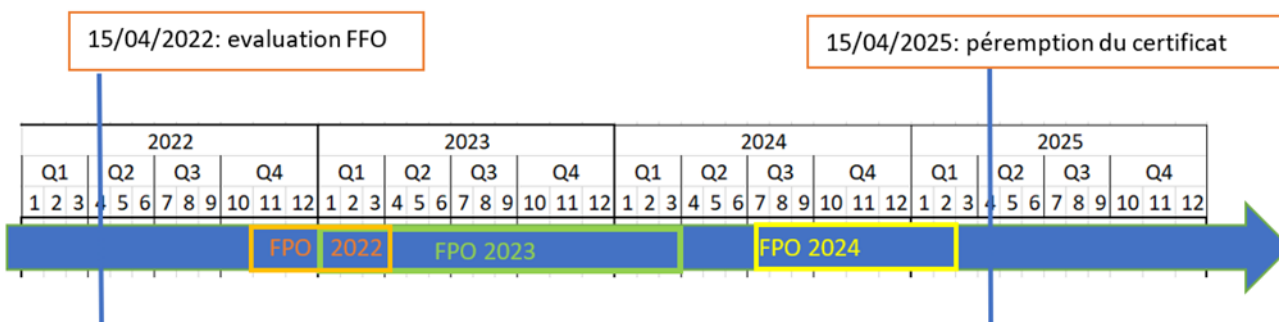 15/04/2022: evaluation FFO
15/04/2025: péremption du certificat
2022 2023 2024 2025
Q1 Q2 Q3 Q4 Q1 Q2 Q3 Q4 Q1 Q2 Q3 Q4 Q1 Q2 Q3 Q4
1 2 3 4 5 6 7 8 9 10 11 12 1 2 3 4 5 6 7 8 9 10 11 12 1 2 3 4 5 6 7 8 9 10 11 12 1 2 3 4 5 6 7 8 9 10 11 12
FPO 2022 FPO 2023 FPO 2024